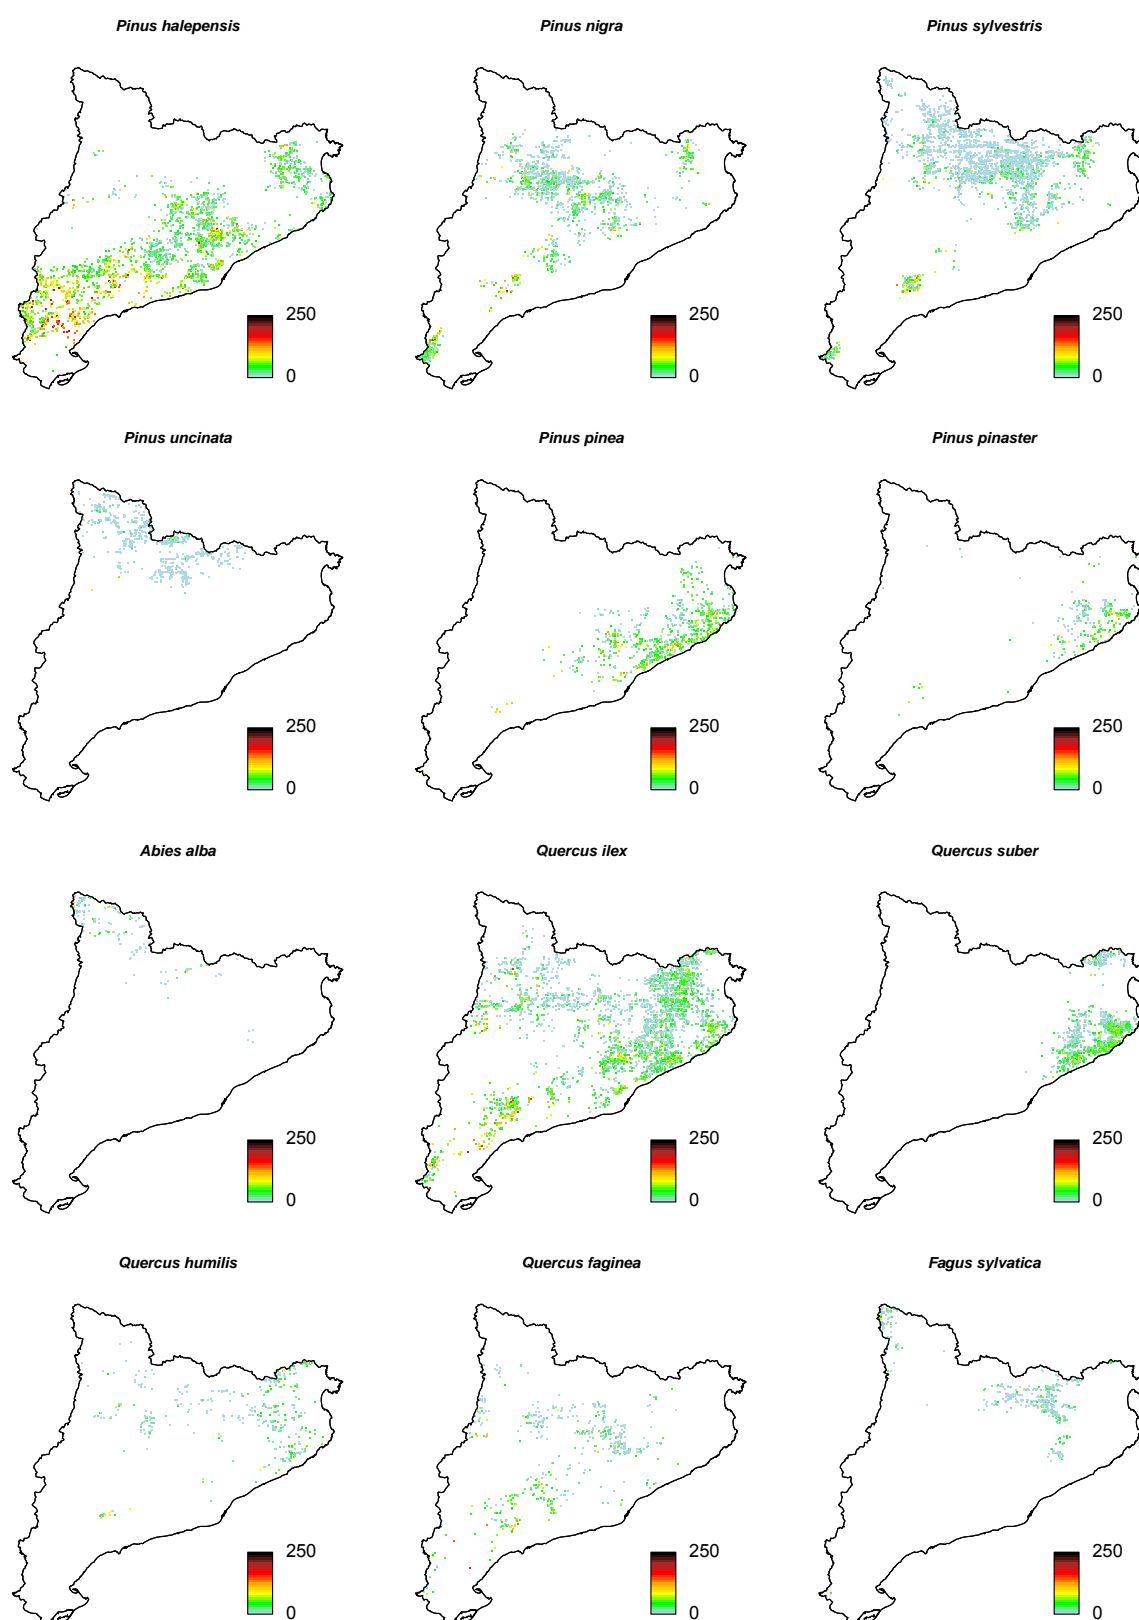 Pinus halepensis
Pinus nigra
Pinus sylvestris
250
0
250
0
250
0
Pinus uncinata
Pinus pinea
Pinus pinaster
250
0
250
0
250
0
Abies alba
Quercus ilex
Quercus suber
250
0
250
0
250
0
Quercus humilis
Quercus faginea
Fagus sylvatica
250
0
250
0
250
0